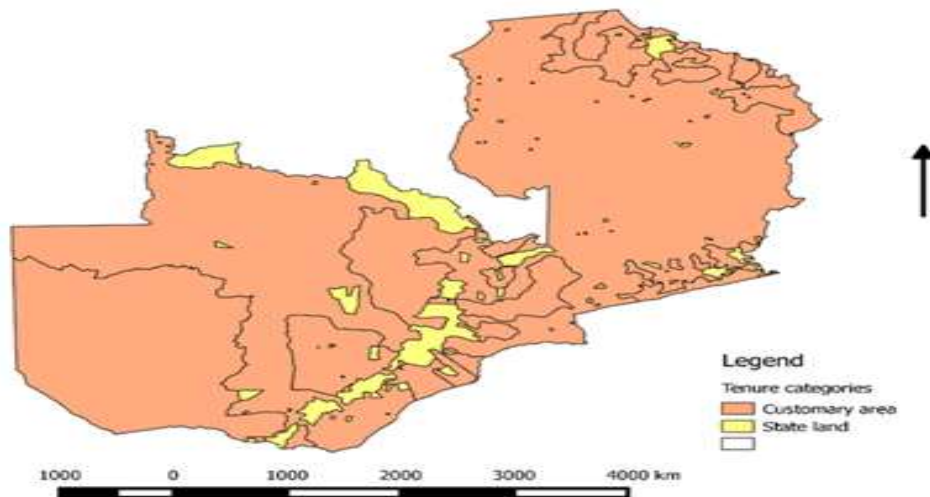 Legend
Tenure categories
Customary area
State land
1000 0 1000 2000 3000 4000 km